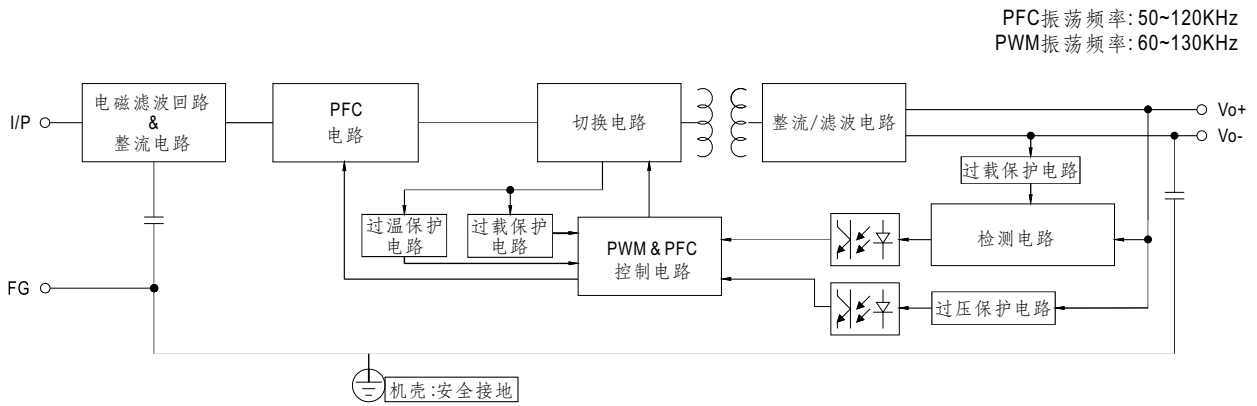 PFC振荡频率: 50~120KHz
PWM振荡频率: 60~130KHz
I/P
电磁滤波回路
&
整流电路
PFC
电路
切换电路
整流/滤波电路
Vo+
Vo-
过载保护电路
过温保护
电路
过载保护
电路
PWM & PFC
控制电路
检测电路
FG
过压保护电路
机壳:安全接地